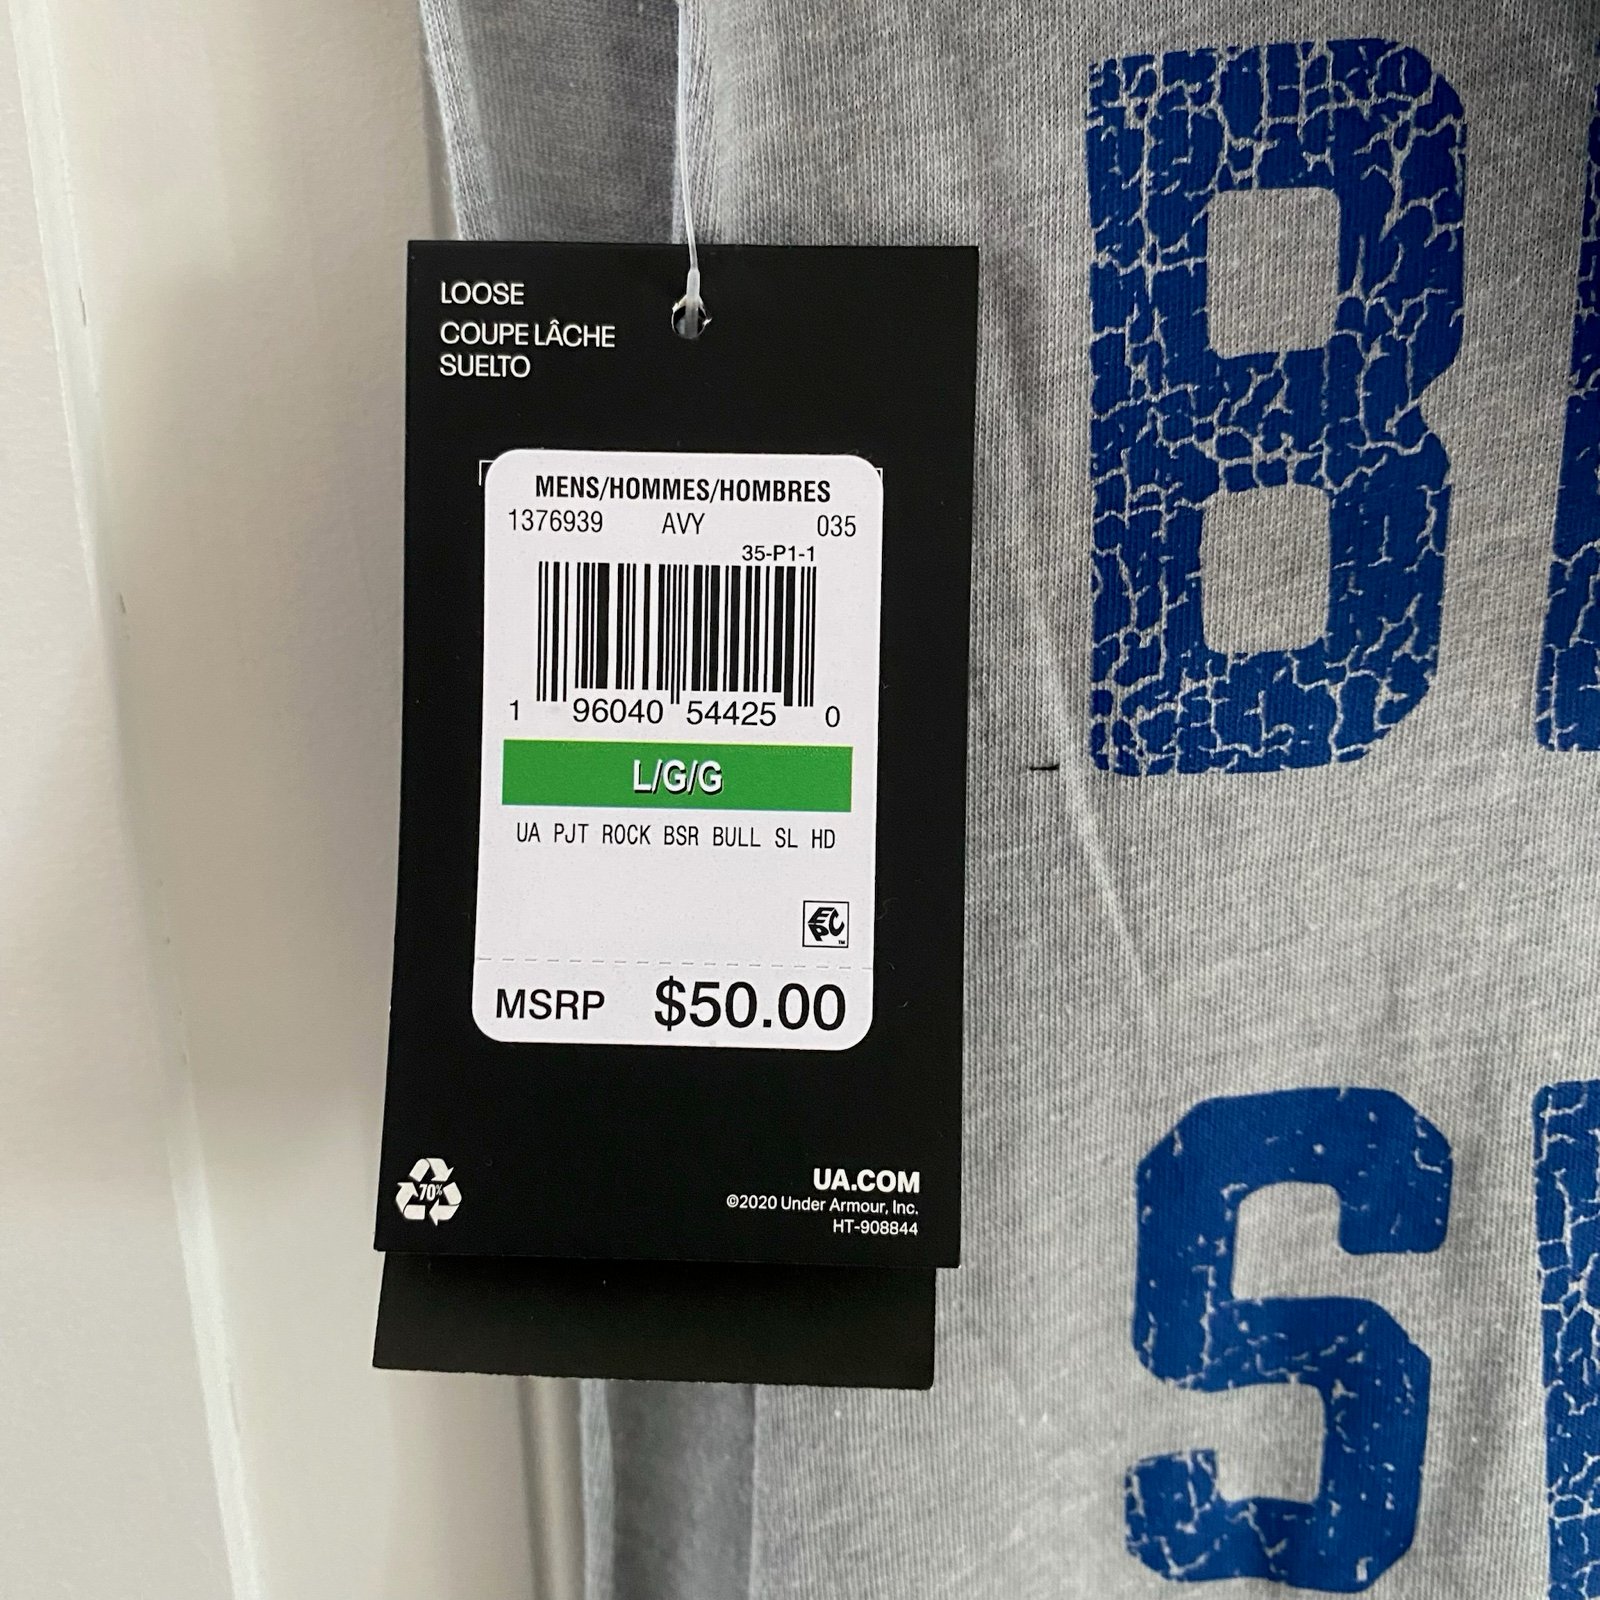 LOOSE
COUPE LÂCHE
SUELTO
MENS/HOMMES/HOMBRES
1376939 AVY 035
35-P1-1
1 96040 54425 0
L/G/G
UA PJT ROCK BSR BULL SL HD
EPC™
MSRP $50.00
70%
UA.COM
©2020 Under Armour, Inc.
HT-908844
B
S